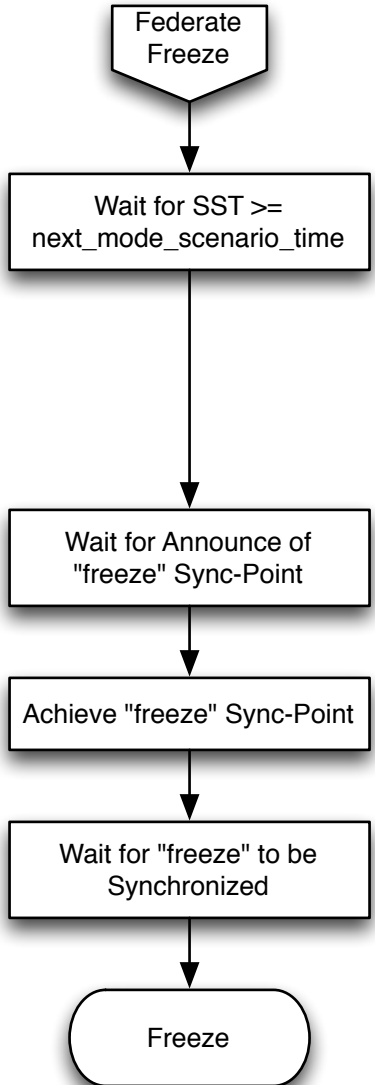 Federate
Freeze
Wait for SST >=
next_mode_scenario_time
Wait for Announce of
"freeze" Sync-Point
Achieve "freeze" Sync-Point
Wait for "freeze" to be
Synchronized
Freeze